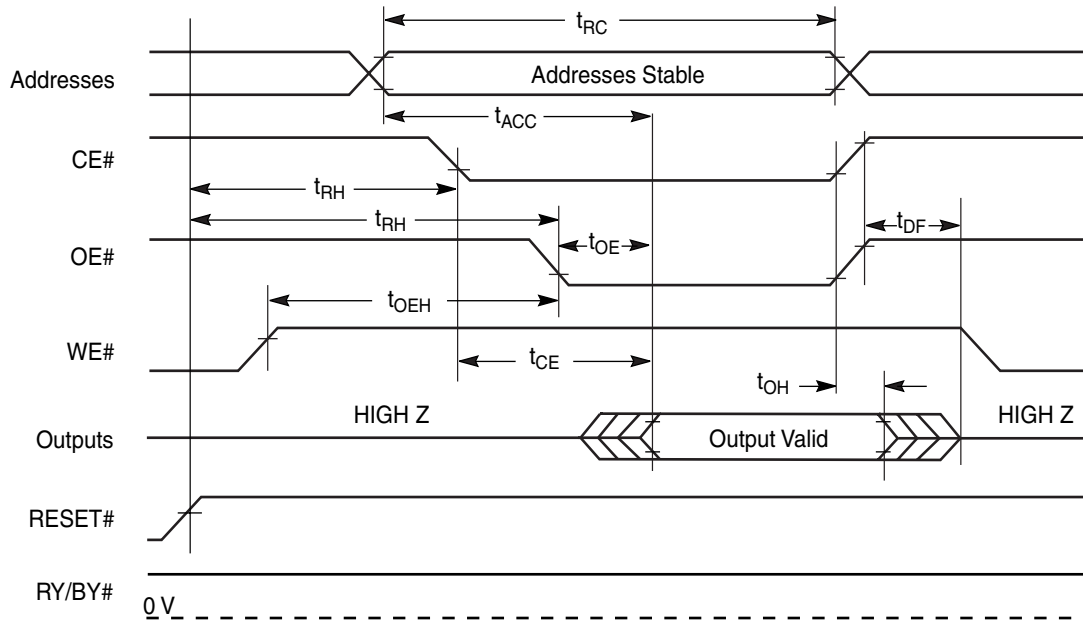 tRC
Addresses
Addresses Stable
tACC
CE#
tRH
tRH
OE#
tOE
tDF
tOEH
WE#
tCE
tOH
HIGH Z
HIGH Z
Outputs
Output Valid
RESET#
RY/BY#
0 V